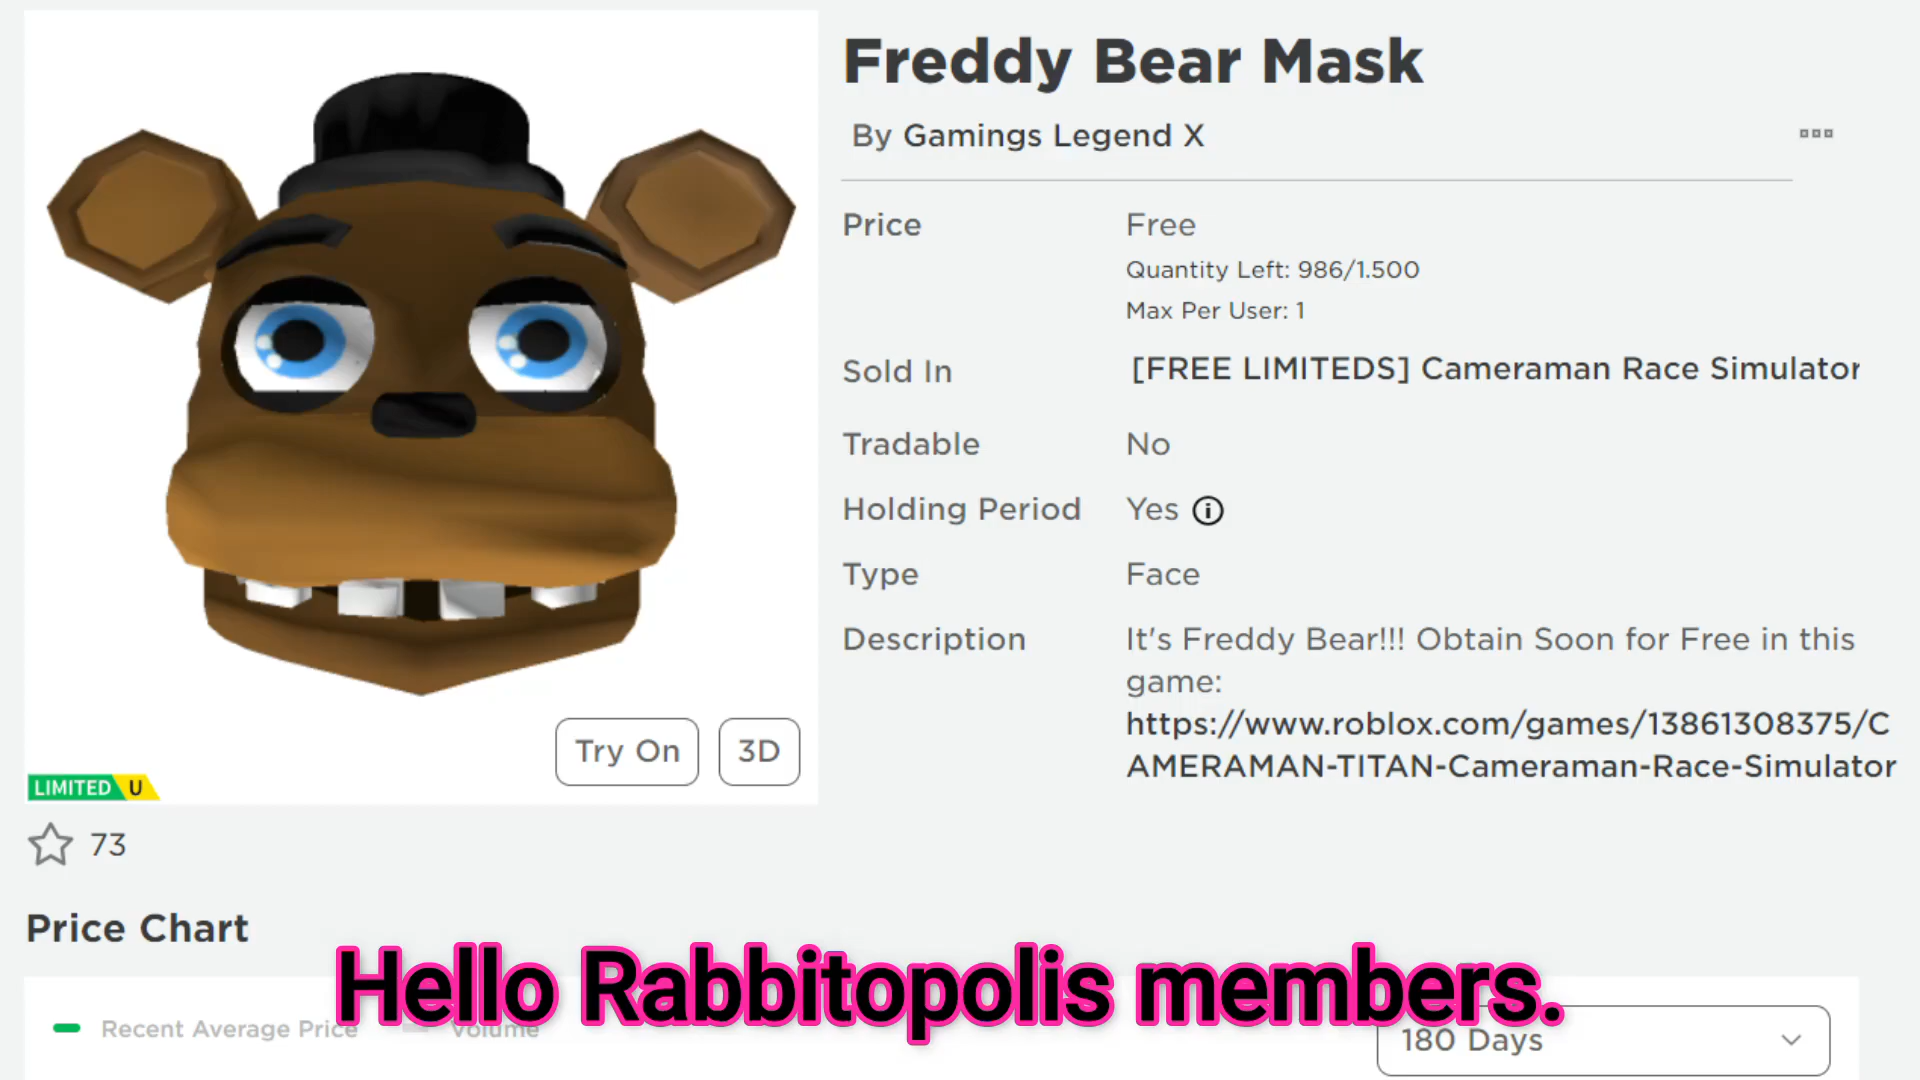 Freddy Bear Mask
By Gamings Legend X
Price Free
Quantity Left: 986/1.500
Max Per User: 1
Sold In [FREE LIMITEDS] Cameraman Race Simulator
Tradable No
Holding Period Yes
Type Face
Description It's Freddy Bear!!! Obtain Soon for Free in this
game:
https://www.roblox.com/games/13861308375/C
AMERAMAN-TITAN-Cameraman-Race-Simulator
Try On 3D
LIMITED U
73
Price Chart
Hello Rabbitopolis members.
Recent Average Price Volume
180 Days